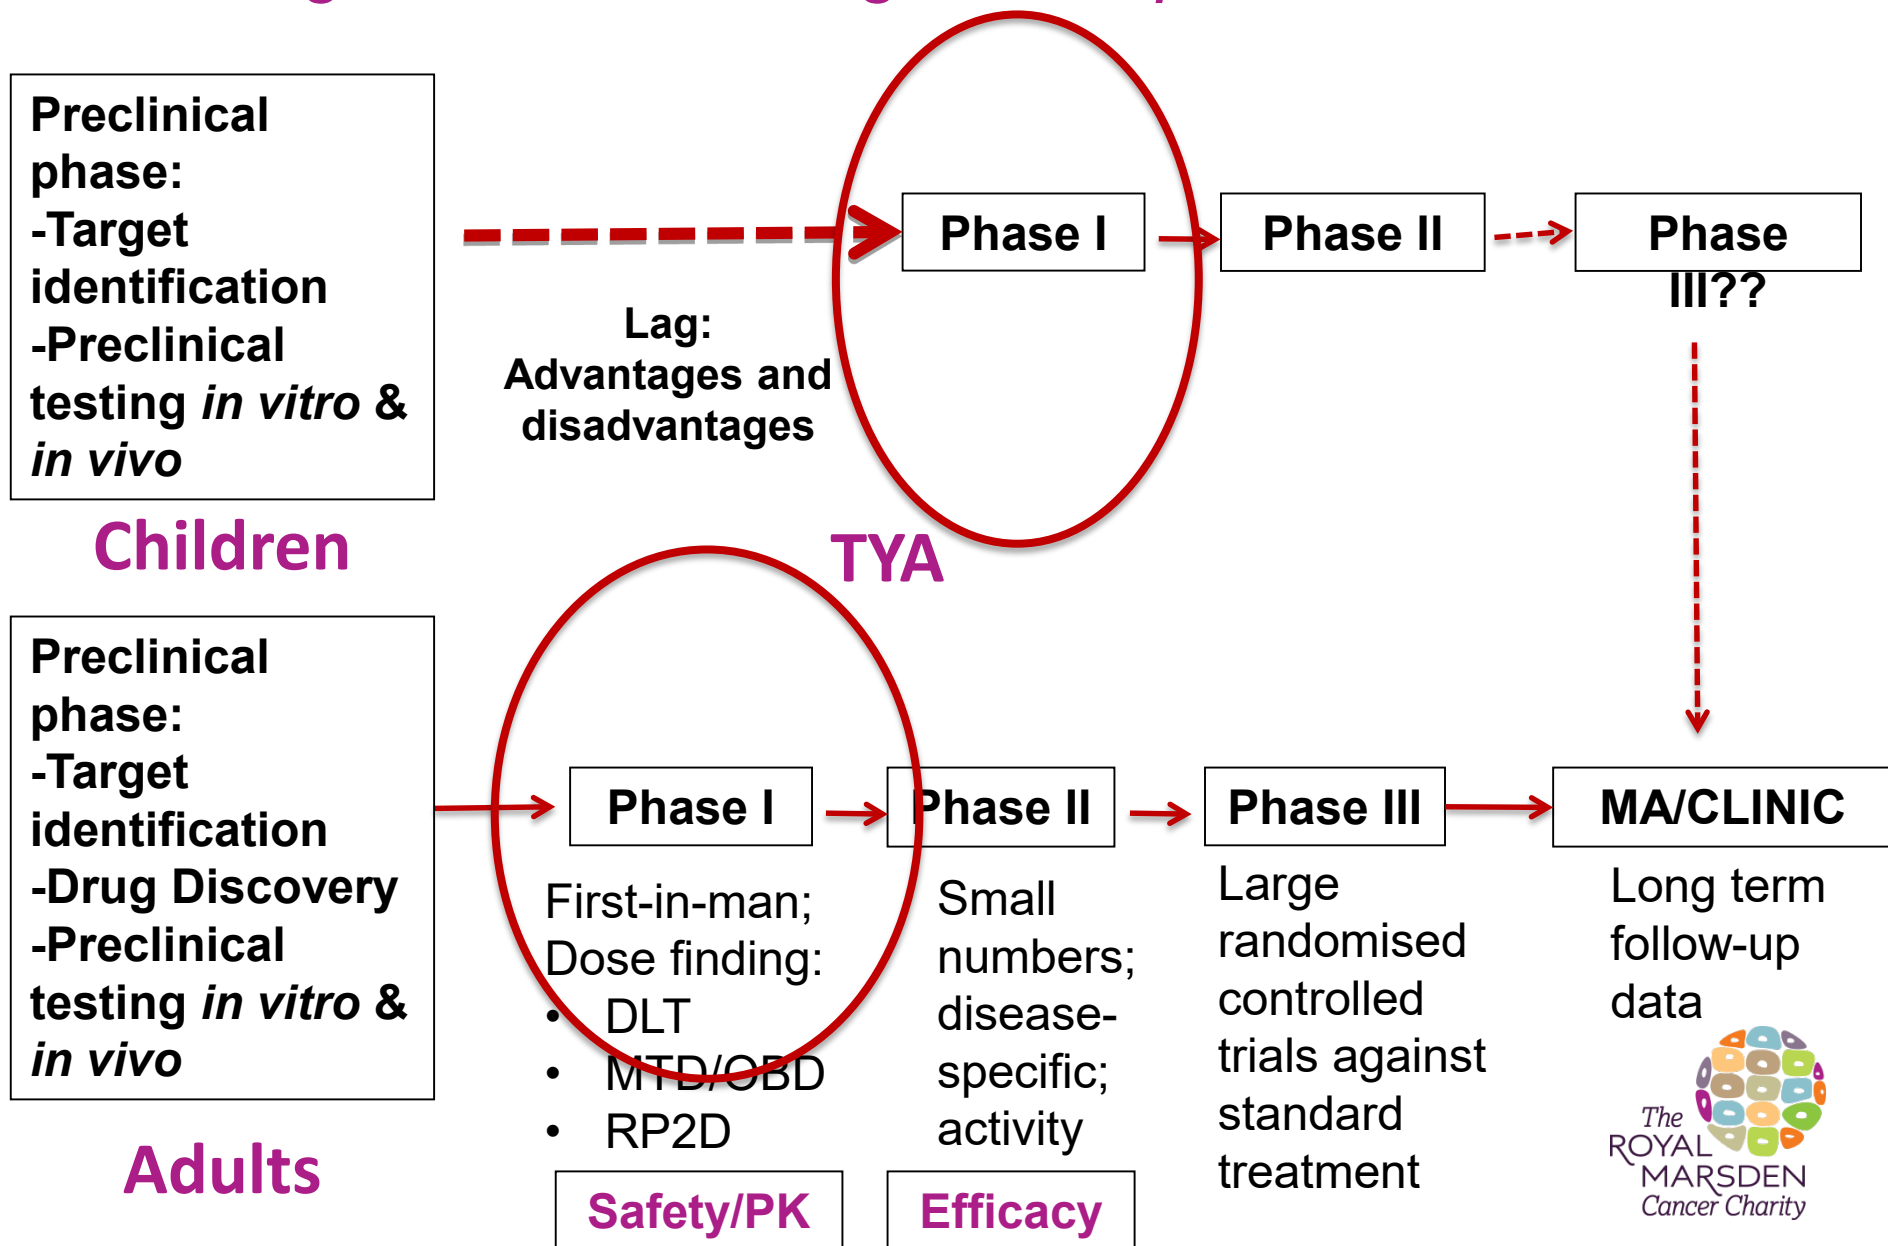 Preclinical
phase:
-Target
identification
-Preclinical
testing in vitro &
in vivo
Children
Lag:
Advantages and
disadvantages
Phase I
Phase II
Phase
III??
TYA
Preclinical
phase:
-Target
identification
-Drug Discovery
-Preclinical
testing in vitro &
in vivo
Adults
Phase I
First-in-man;
Dose finding:
• DLT
• MTD/OBD
• RP2D
Safety/PK
Phase II
Small
numbers;
disease-
specific;
activity
Efficacy
Phase III
Large
randomised
controlled
trials against
standard
treatment
MA/CLINIC
Long term
follow-up
data
The
ROYAL
MARSDEN
Cancer Charity